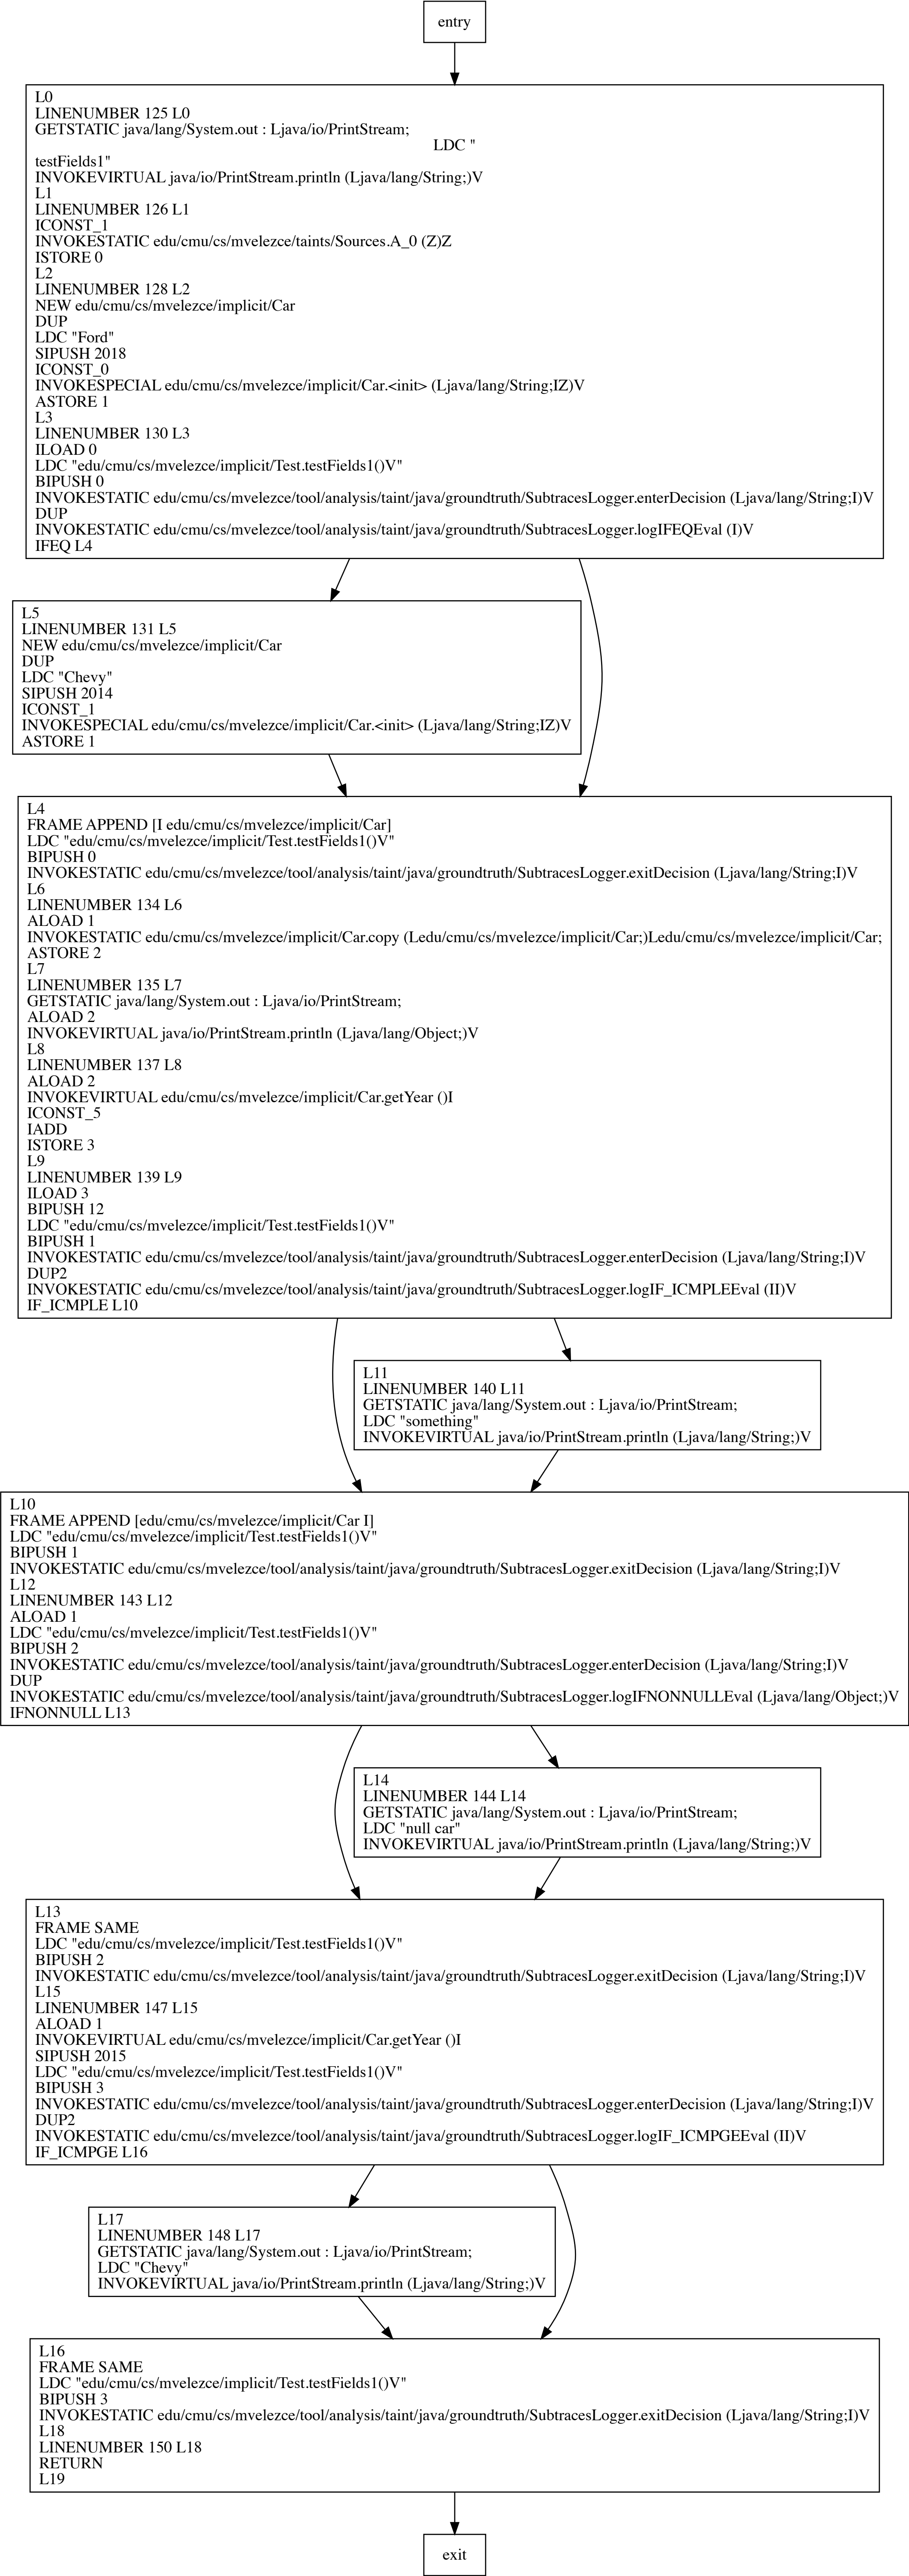 entry
L0
LINENUMBER 125 L0
GETSTATIC java/lang/System.out : Ljava/io/PrintStream;
LDC "
testFields1"
INVOKEVIRTUAL java/io/PrintStream.println (Ljava/lang/String;)V
L1
LINENUMBER 126 L1
ICONST_1
INVOKESTATIC edu/cmu/cs/mvelezce/taints/Sources.A_0 (Z)Z
ISTORE 0
L2
LINENUMBER 128 L2
NEW edu/cmu/cs/mvelezce/implicit/Car
DUP
LDC "Ford"
SIPUSH 2018
ICONST_0
INVOKESPECIAL edu/cmu/cs/mvelezce/implicit/Car.<init> (Ljava/lang/String;IZ)V
ASTORE 1
L3
LINENUMBER 130 L3
ILOAD 0
LDC "edu/cmu/cs/mvelezce/implicit/Test.testFields1()V"
BIPUSH 0
INVOKESTATIC edu/cmu/cs/mvelezce/tool/analysis/taint/java/groundtruth/SubtracesLogger.enterDecision (Ljava/lang/String;I)V
DUP
INVOKESTATIC edu/cmu/cs/mvelezce/tool/analysis/taint/java/groundtruth/SubtracesLogger.logIFEQEval (I)V
IFEQ L4
L5
LINENUMBER 131 L5
NEW edu/cmu/cs/mvelezce/implicit/Car
DUP
LDC "Chevy"
SIPUSH 2014
ICONST_1
INVOKESPECIAL edu/cmu/cs/mvelezce/implicit/Car.<init> (Ljava/lang/String;IZ)V
ASTORE 1
L4
FRAME APPEND [I edu/cmu/cs/mvelezce/implicit/Car]
LDC "edu/cmu/cs/mvelezce/implicit/Test.testFields1()V"
BIPUSH 0
INVOKESTATIC edu/cmu/cs/mvelezce/tool/analysis/taint/java/groundtruth/SubtracesLogger.exitDecision (Ljava/lang/String;I)V
L6
LINENUMBER 134 L6
ALOAD 1
INVOKESTATIC edu/cmu/cs/mvelezce/implicit/Car.copy (Ledu/cmu/cs/mvelezce/implicit/Car;)Ledu/cmu/cs/mvelezce/implicit/Car;
ASTORE 2
L7
LINENUMBER 135 L7
GETSTATIC java/lang/System.out : Ljava/io/PrintStream;
ALOAD 2
INVOKEVIRTUAL java/io/PrintStream.println (Ljava/lang/Object;)V
L8
LINENUMBER 137 L8
ALOAD 2
INVOKEVIRTUAL edu/cmu/cs/mvelezce/implicit/Car.getYear ()I
ICONST_5
IADD
ISTORE 3
L9
LINENUMBER 139 L9
ILOAD 3
BIPUSH 12
LDC "edu/cmu/cs/mvelezce/implicit/Test.testFields1()V"
BIPUSH 1
INVOKESTATIC edu/cmu/cs/mvelezce/tool/analysis/taint/java/groundtruth/SubtracesLogger.enterDecision (Ljava/lang/String;I)V
DUP2
INVOKESTATIC edu/cmu/cs/mvelezce/tool/analysis/taint/java/groundtruth/SubtracesLogger.logIF_ICMPLEEval (II)V
IF_ICMPLE L10
L11
LINENUMBER 140 L11
GETSTATIC java/lang/System.out : Ljava/io/PrintStream;
LDC "something"
INVOKEVIRTUAL java/io/PrintStream.println (Ljava/lang/String;)V
L10
FRAME APPEND [edu/cmu/cs/mvelezce/implicit/Car I]
LDC "edu/cmu/cs/mvelezce/implicit/Test.testFields1()V"
BIPUSH 1
INVOKESTATIC edu/cmu/cs/mvelezce/tool/analysis/taint/java/groundtruth/SubtracesLogger.exitDecision (Ljava/lang/String;I)V
L12
LINENUMBER 143 L12
ALOAD 1
LDC "edu/cmu/cs/mvelezce/implicit/Test.testFields1()V"
BIPUSH 2
INVOKESTATIC edu/cmu/cs/mvelezce/tool/analysis/taint/java/groundtruth/SubtracesLogger.enterDecision (Ljava/lang/String;I)V
DUP
INVOKESTATIC edu/cmu/cs/mvelezce/tool/analysis/taint/java/groundtruth/SubtracesLogger.logIFNONNULLEval (Ljava/lang/Object;)V
IFNONNULL L13
L14
LINENUMBER 144 L14
GETSTATIC java/lang/System.out : Ljava/io/PrintStream;
LDC "null car"
INVOKEVIRTUAL java/io/PrintStream.println (Ljava/lang/String;)V
L13
FRAME SAME
LDC "edu/cmu/cs/mvelezce/implicit/Test.testFields1()V"
BIPUSH 2
INVOKESTATIC edu/cmu/cs/mvelezce/tool/analysis/taint/java/groundtruth/SubtracesLogger.exitDecision (Ljava/lang/String;I)V
L15
LINENUMBER 147 L15
ALOAD 1
INVOKEVIRTUAL edu/cmu/cs/mvelezce/implicit/Car.getYear ()I
SIPUSH 2015
LDC "edu/cmu/cs/mvelezce/implicit/Test.testFields1()V"
BIPUSH 3
INVOKESTATIC edu/cmu/cs/mvelezce/tool/analysis/taint/java/groundtruth/SubtracesLogger.enterDecision (Ljava/lang/String;I)V
DUP2
INVOKESTATIC edu/cmu/cs/mvelezce/tool/analysis/taint/java/groundtruth/SubtracesLogger.logIF_ICMPGEEval (II)V
IF_ICMPGE L16
L17
LINENUMBER 148 L17
GETSTATIC java/lang/System.out : Ljava/io/PrintStream;
LDC "Chevy"
INVOKEVIRTUAL java/io/PrintStream.println (Ljava/lang/String;)V
L16
FRAME SAME
LDC "edu/cmu/cs/mvelezce/implicit/Test.testFields1()V"
BIPUSH 3
INVOKESTATIC edu/cmu/cs/mvelezce/tool/analysis/taint/java/groundtruth/SubtracesLogger.exitDecision (Ljava/lang/String;I)V
L18
LINENUMBER 150 L18
RETURN
L19
exit